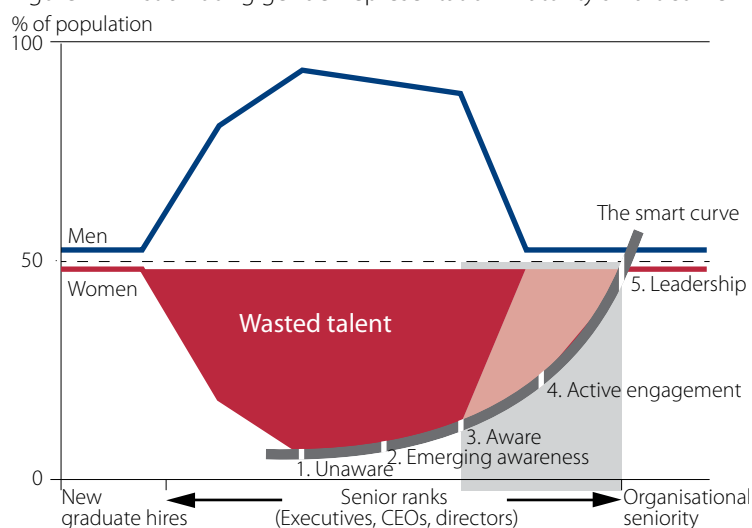 % of population
100
The smart curve
Men
50
Women
5. Leadership
Wasted talent
4. Active engagement
3. Aware
2. Emerging awareness
1. Unaware
0
New
graduate hires
Senior ranks
(Executives, CEOs, directors)
Organisational
seniority